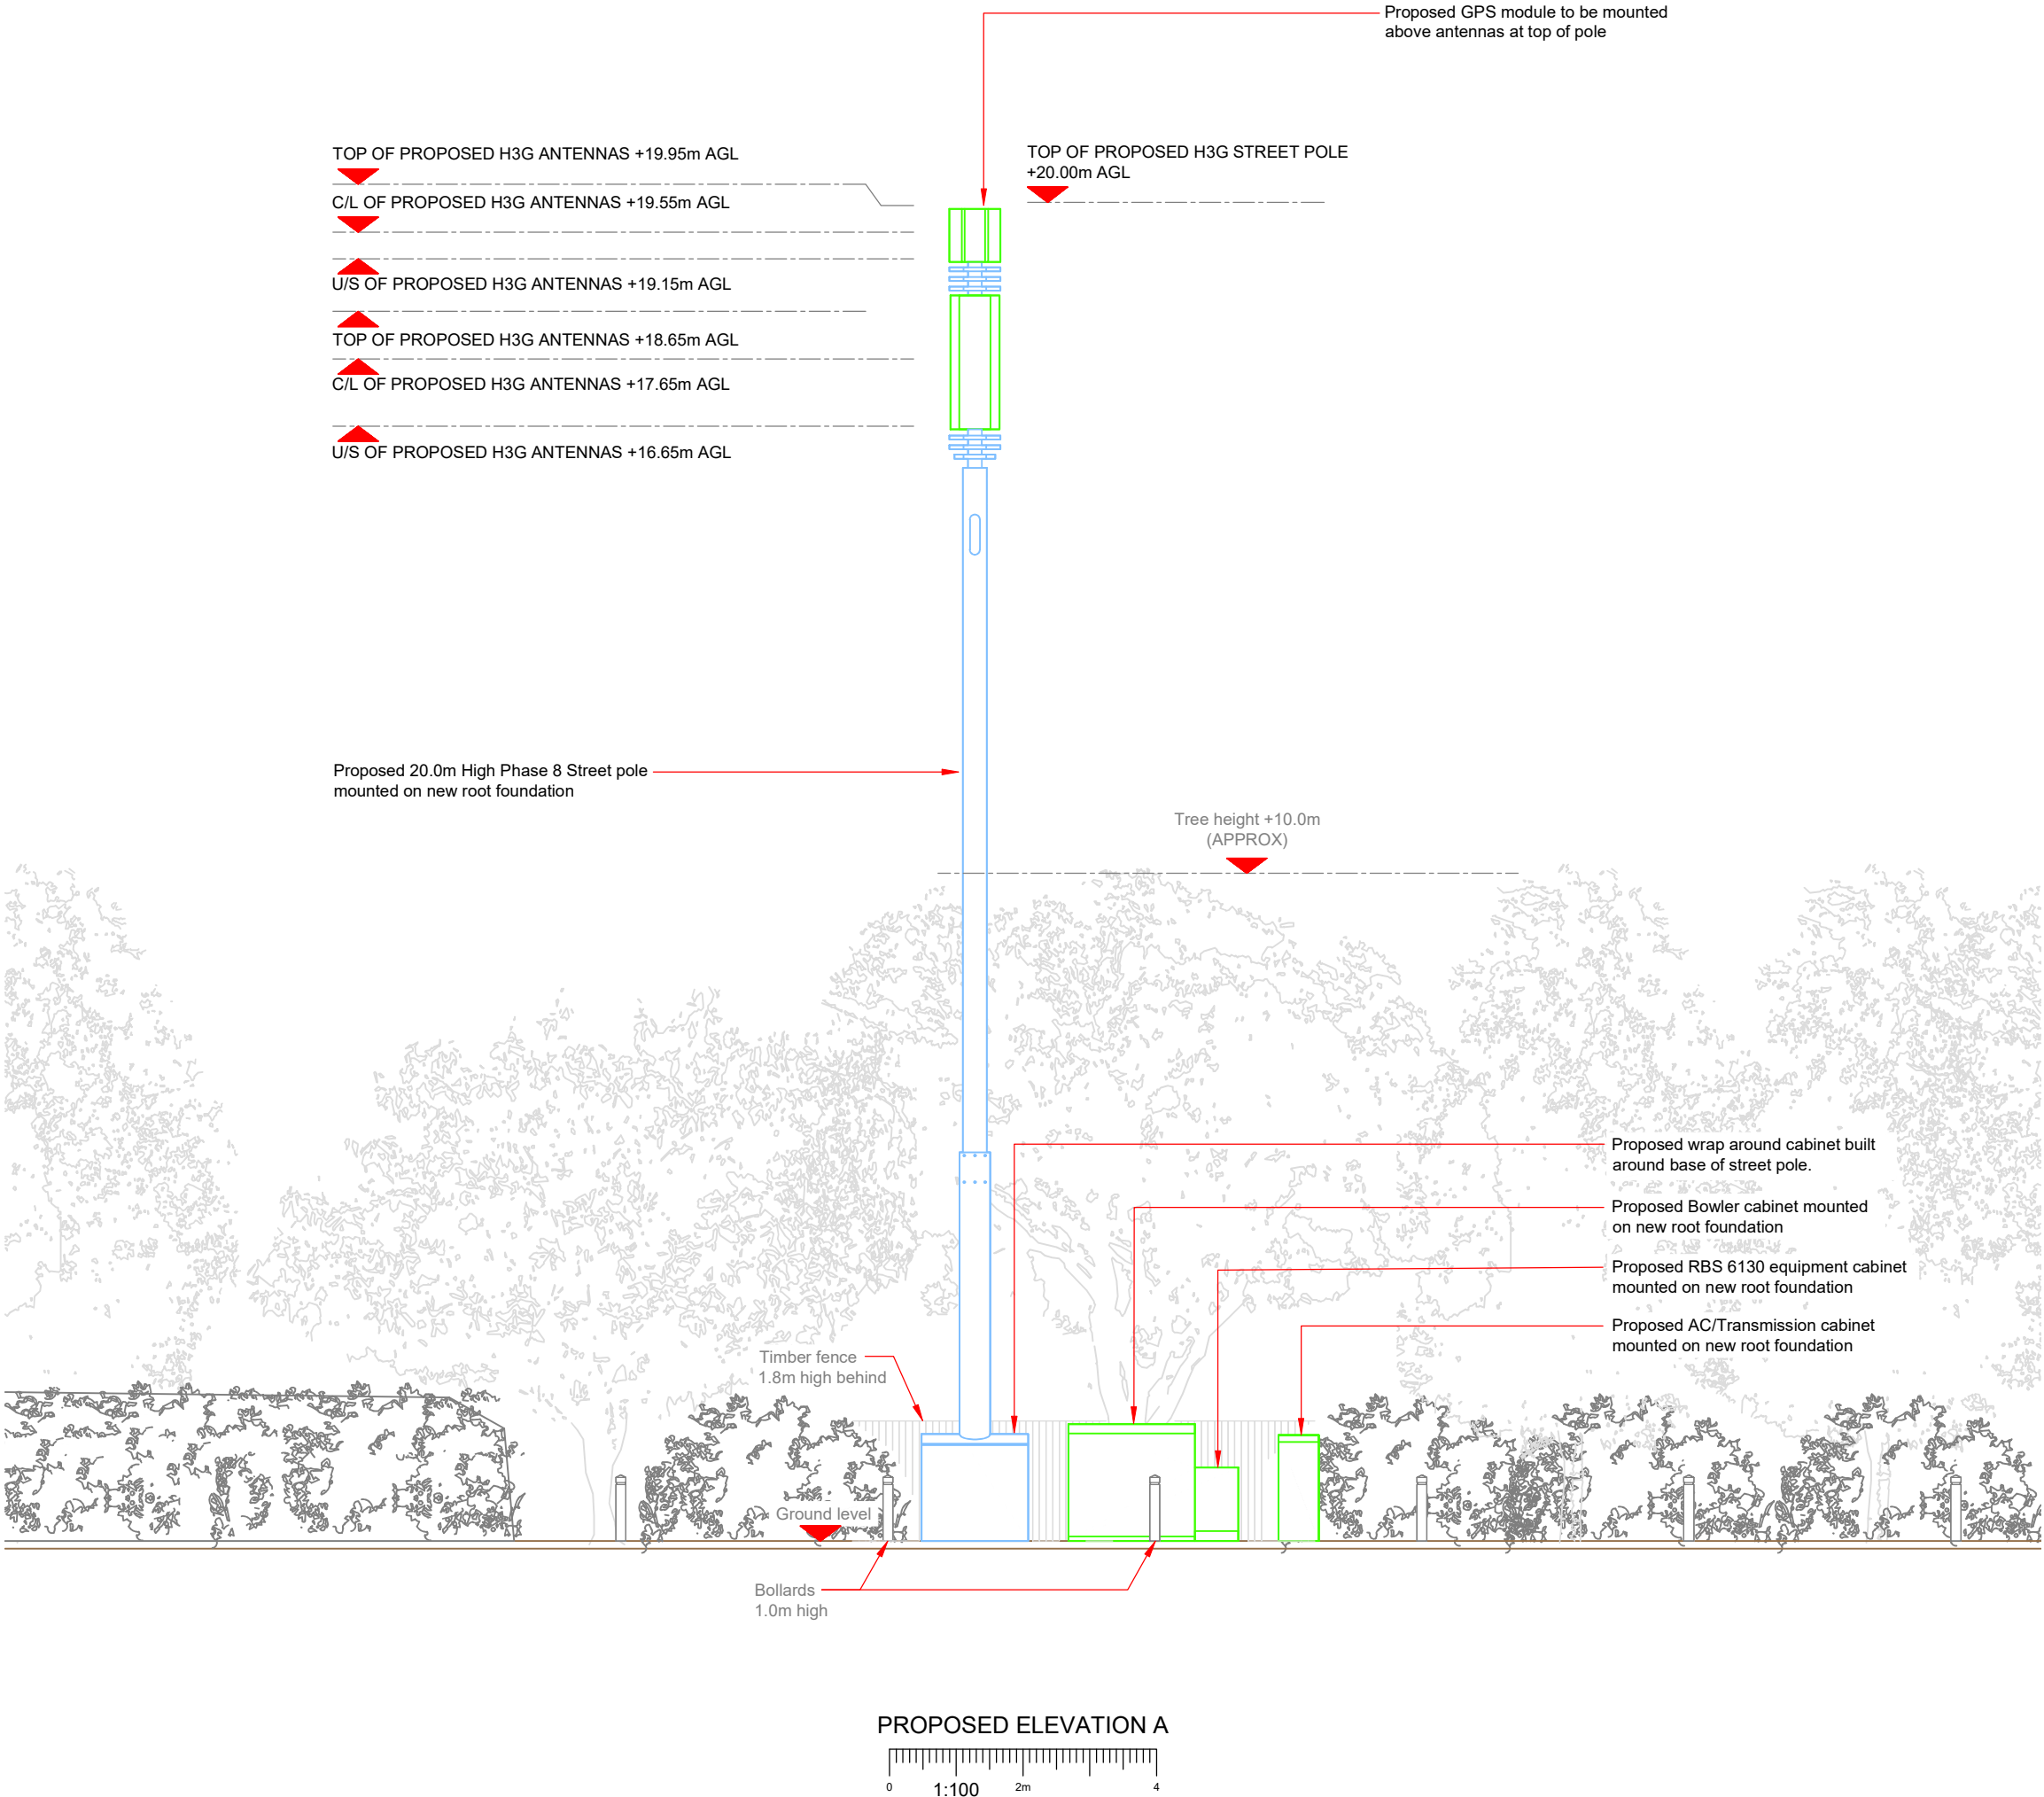 Proposed GPS module to be mounted
above antennas at top of pole
TOP OF PROPOSED H3G ANTENNAS +19.95m AGL
C/L OF PROPOSED H3G ANTENNAS +19.55m AGL
U/S OF PROPOSED H3G ANTENNAS +19.15m AGL
TOP OF PROPOSED H3G ANTENNAS +18.65m AGL
C/L OF PROPOSED H3G ANTENNAS +17.65m AGL
U/S OF PROPOSED H3G ANTENNAS +16.65m AGL
TOP OF PROPOSED H3G STREET POLE
+20.00m AGL
Proposed 20.0m High Phase 8 Street pole
mounted on new root foundation
Tree height +10.0m
(APPROX)
Proposed wrap around cabinet built
around base of street pole.
Proposed Bowler cabinet mounted
on new root foundation
Proposed RBS 6130 equipment cabinet
mounted on new root foundation
Proposed AC/Transmission cabinet
mounted on new root foundation
Timber fence
1.8m high behind
Ground level
Bollards
1.0m high
PROPOSED ELEVATION A
0 1:100 2m 4